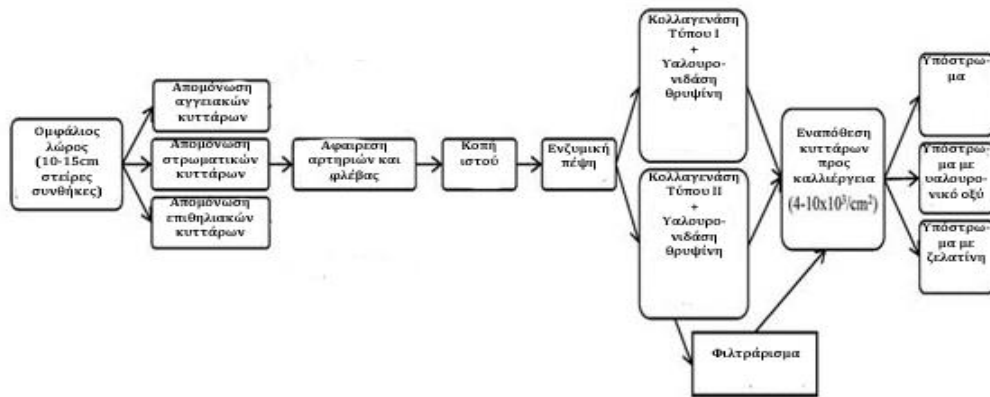 Ομφάλιος
λώρος
(10-15cm
στείρες
συνθήκες)
Απομόνωση
αγγειακών
κυττάρων
Απομόνωση
στρωματικών
κυττάρων
Απομόνωση
επιθηλιακών
κυττάρων
Αφαιρεση
αρτηριών και
φλέβας
Κοπή
ιστού
Ενζυμική
πέψη
Κολλαγενάση
Τύπου Ι
+
Υαλουρο-
νιδάση
θρυψίνη
Κολλαγενάση
Τύπου ΙΙ
+
Υαλουρο-
νιδάση
θρυψίνη
Φιλτράρισμα
Εναπόθεση
κυττάρων
προς
καλλιέργεια
(4-10x10³/cm²)
Υπόστρω-
μα
Υπόστρω-
μα με
υαλουρο-
νικό οξύ
Υπόστρω-
μα με
ζελατίνη